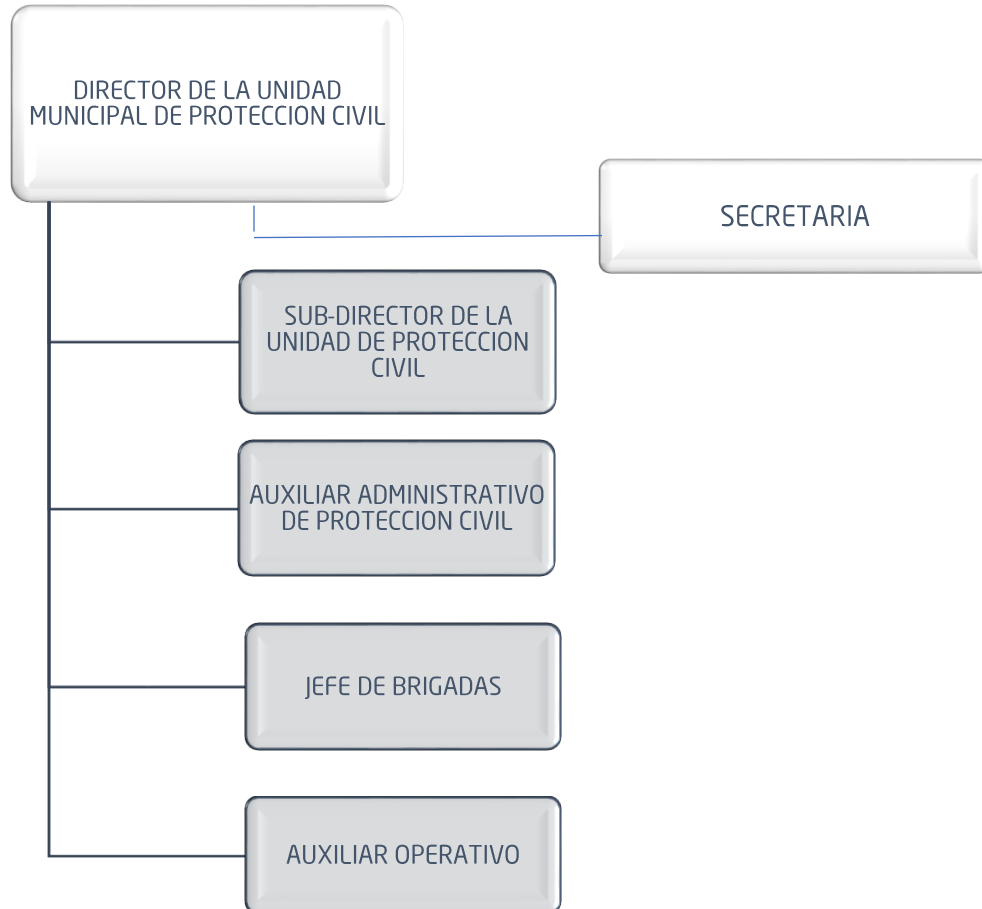 DIRECTOR DE LA UNIDAD
MUNICIPAL DE PROTECCION CIVIL
SECRETARIA
SUB-DIRECTOR DE LA
UNIDAD DE PROTECCION
CIVIL
AUXILIAR ADMINISTRATIVO
DE PROTECCION CIVIL
JEFE DE BRIGADAS
AUXILIAR OPERATIVO